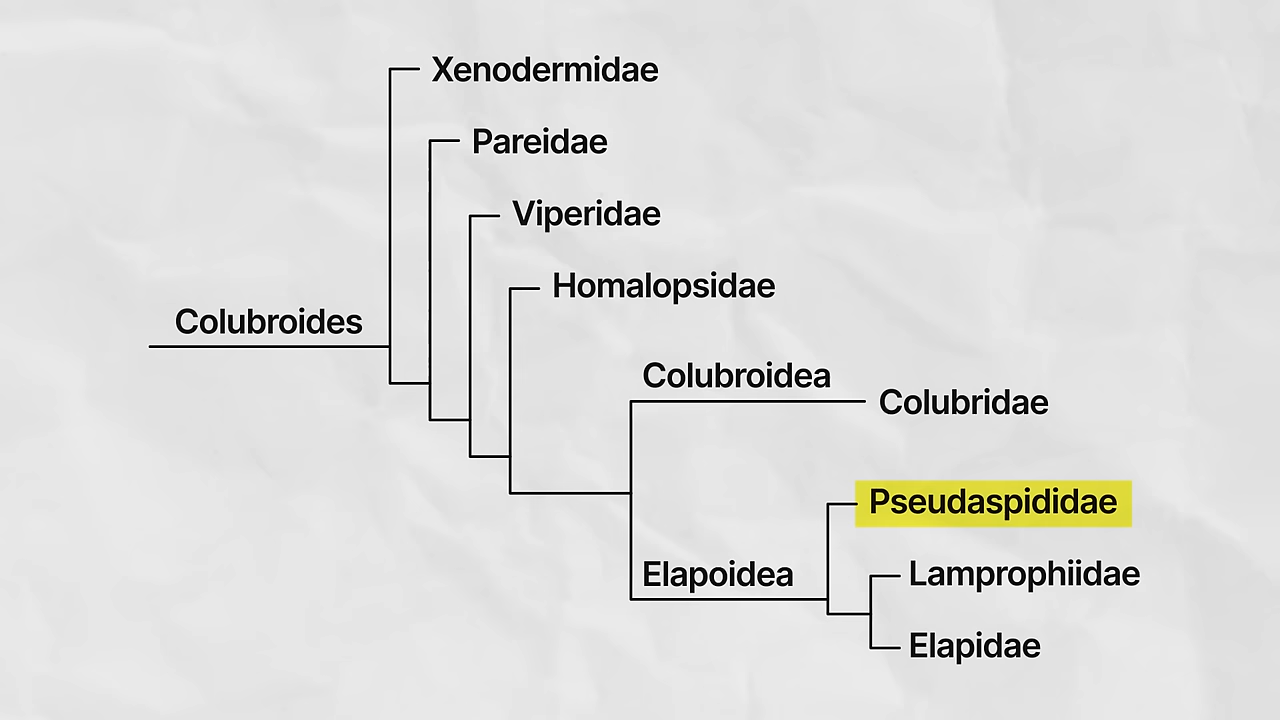 Xenodermidae
Pareidae
Viperidae
Homalopsidae
Colubroides
Colubroidea
Colubridae
Pseudaspididae
Elapoidea
Lamprophiidae
Elapidae